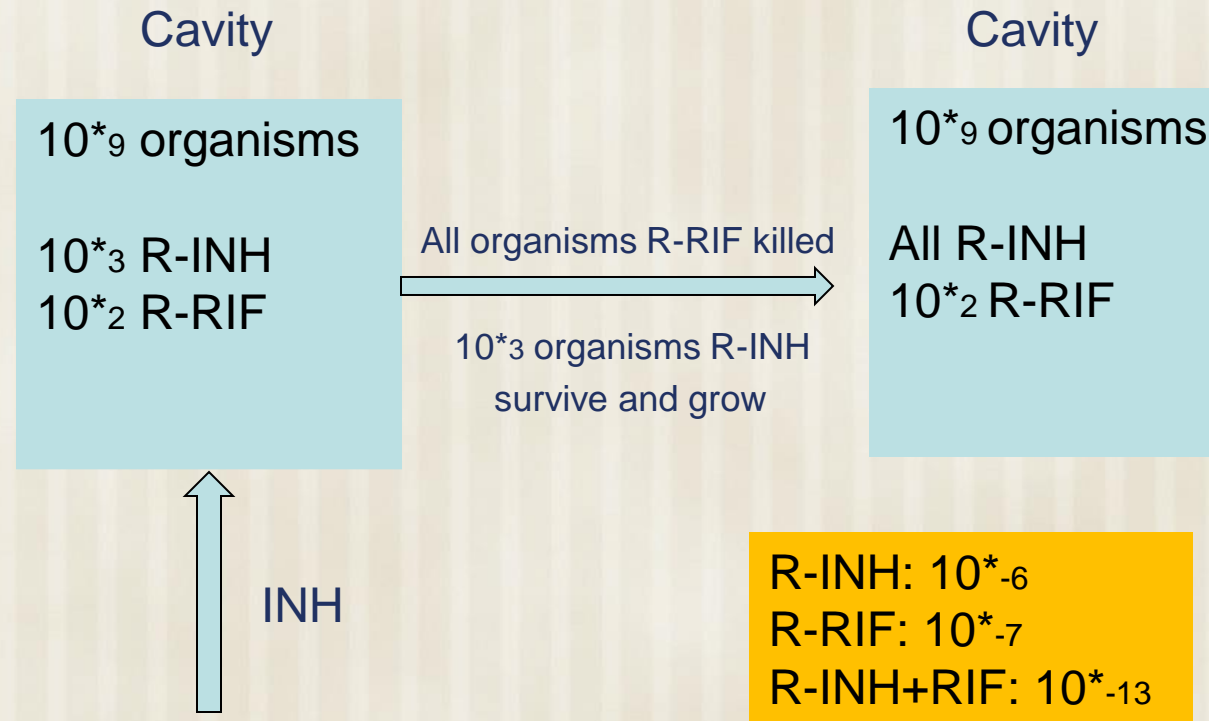 Cavity
10*9 organisms
10*3 R-INH
10*2 R-RIF
INH
All organisms R-RIF killed
10*3 organisms R-INH
survive and grow
Cavity
10*9 organisms
All R-INH
10*2 R-RIF
R-INH: 10*-6
R-RIF: 10*-7
R-INH+RIF: 10*-13